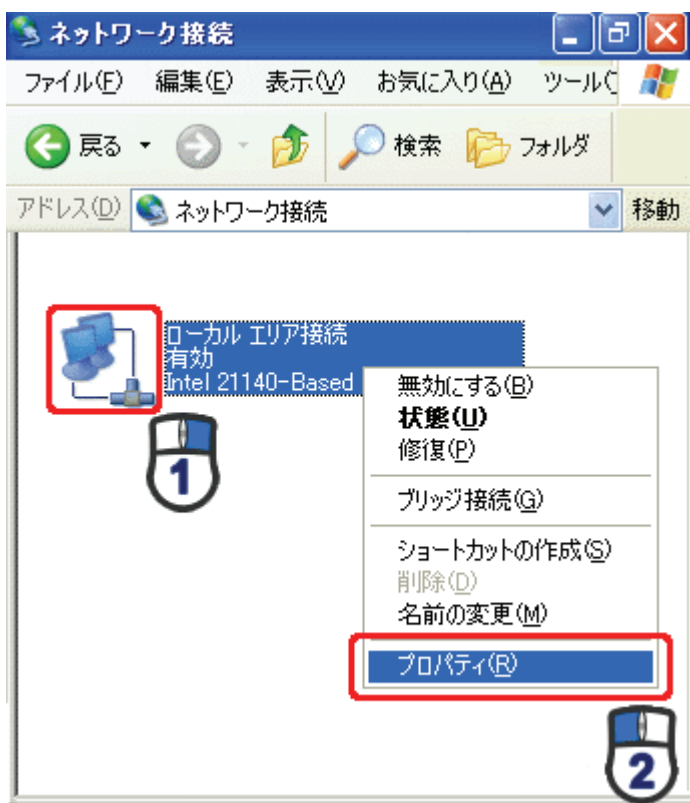 ネットワーク接続
ファイル(F) 編集(E) 表示(V) お気に入り(A) ツール(
戻る 検索 フォルダ
アドレス(D) ネットワーク接続 移動
ローカル エリア接続
有効
Intel 21140-Based
無効にする(B)
状態(U)
修復(P)
ブリッジ接続(G)
ショートカットの作成(S)
削除(D)
名前の変更(M)
プロパティ(R)
1
2